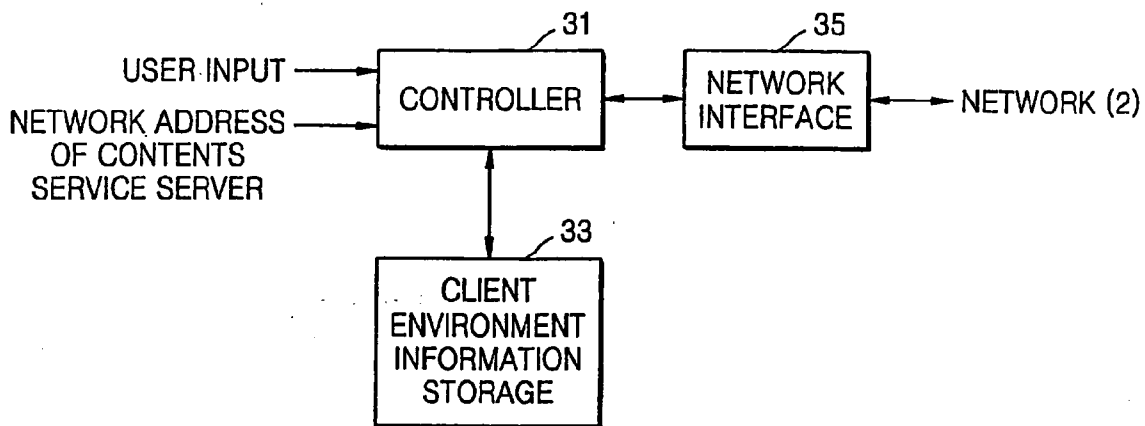 31
35
USER INPUT
CONTROLLER
NETWORK
INTERFACE
NETWORK (2)
NETWORK ADDRESS
OF CONTENTS
SERVICE SERVER
33
CLIENT
ENVIRONMENT
INFORMATION
STORAGE